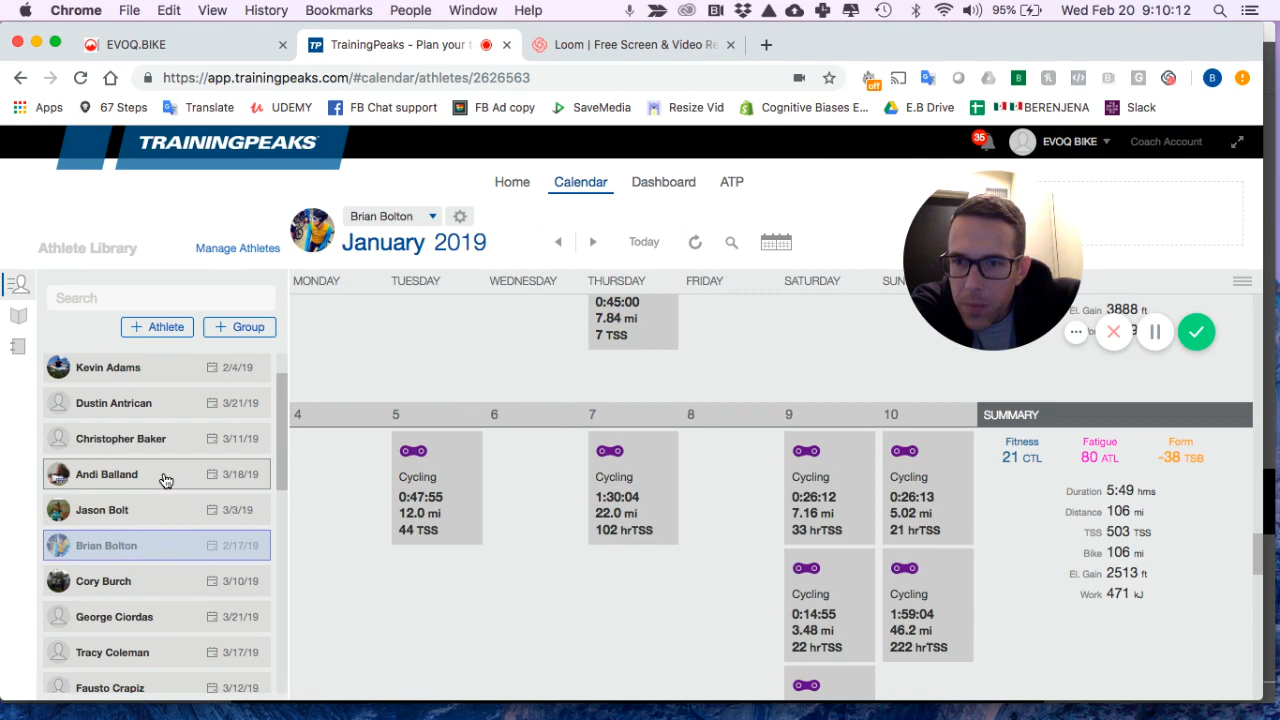 Chrome File Edit View History Bookmarks People Window Help 95% Wed Feb 20 9:10:12
EVOQ.BIKE × TrainingPeaks - Plan your t × Loom | Free Screen & Video Re × +
https://app.trainingpeaks.com/#calendar/athletes/2626563
Apps 67 Steps Translate UDEMY FB Chat support FB Ad copy SaveMedia Resize Vid Cognitive Biases E... E.B Drive BERENJENA Slack
TRAININGPEAKS 35 EVOQ BIKE Coach Account
Home Calendar Dashboard ATP
Brian Bolton
January 2019 Today
Athlete Library Manage Athletes
MONDAY TUESDAY WEDNESDAY THURSDAY FRIDAY SATURDAY SUN
Search
+ Athlete + Group
Kevin Adams 2/4/19
Dustin Antrican 3/21/19
Christopher Baker 3/11/19
Andi Balland 3/18/19
Jason Bolt 3/3/19
Brian Bolton 2/17/19
Cory Burch 3/10/19
George Ciordas 3/21/19
Tracy Coleman 3/17/19
Fausto Crapiz 3/12/19
0:45:00
7.84 mi
7 TSS
El. Gain 3888 ft
4 5 6 7 8 9 10 SUMMARY
Cycling
0:47:55
12.0 mi
44 TSS
Cycling
1:30:04
22.0 mi
102 hrTSS
Cycling
0:26:12
7.16 mi
33 hrTSS
Cycling
0:14:55
3.48 mi
22 hrTSS
Cycling
0:26:13
5.02 mi
21 hrTSS
Cycling
1:59:04
46.2 mi
222 hrTSS
Fitness Fatigue Form
21 CTL 80 ATL -38 TSB
Duration 5:49 hms
Distance 106 mi
TSS 503 TSS
Bike 106 mi
El. Gain 2513 ft
Work 471 kJ